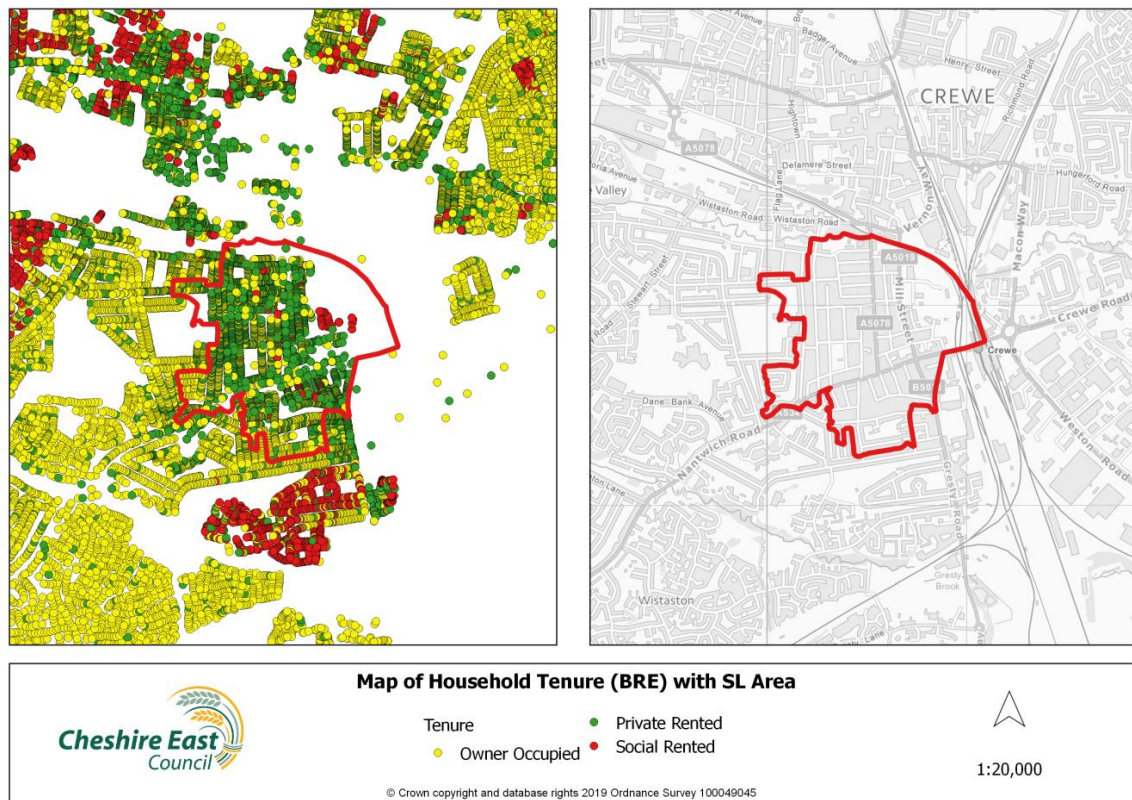 Badger Avenue
Henry Street
CREWE
Richmond Road
Hightown
A5078
Delamere Street
Vernon Way
Hungerford Road
Flag Lane
Valley
Wistaston Road
Wistaston Road
Macon Way
A5019
Stewart Street
Mill Street
A5078
Crewe Road
Crewe
Dane Bank Avenue
Nantwich Road
Weston Road
Gresty Road
Gresty
Brook
Wistaston
Map of Household Tenure (BRE) with SL Area
Cheshire East
Council
Tenure
Owner Occupied
Private Rented
Social Rented
1:20,000
© Crown copyright and database rights 2019 Ordnance Survey 100049045